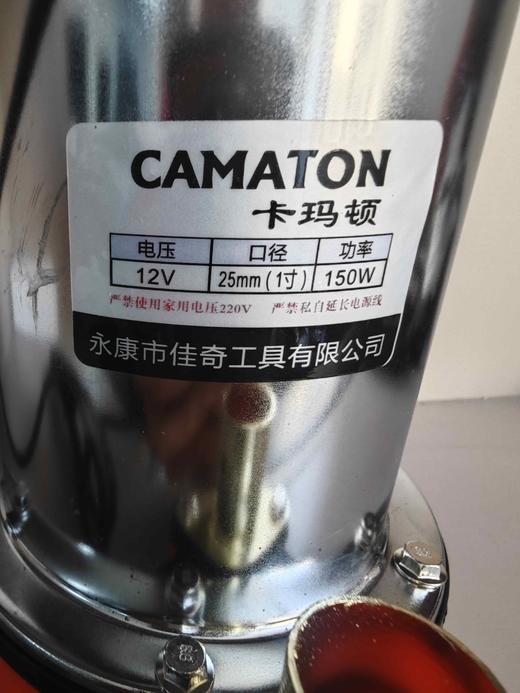 CAMATON
卡玛顿
电压 口径 功率
12V 25mm(1寸) 150W
严禁使用家用电压220V 严禁私自延长电源线
永康市佳奇工具有限公司